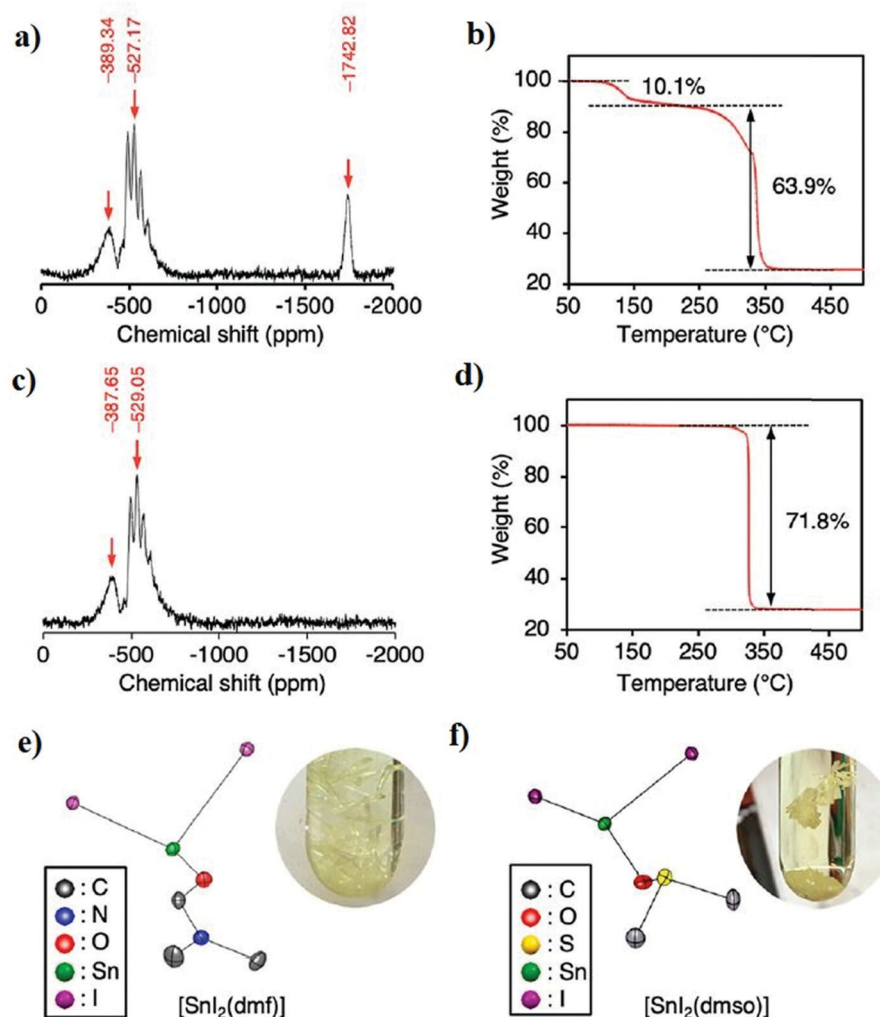 a)
−389.34
−527.17
−1742.82
0 -500 -1000 -1500 -2000
Chemical shift (ppm)
b)
Weight (%)
100
80
60
40
20
10.1%
63.9%
50 150 250 350 450
Temperature (°C)
c)
−387.65
−529.05
0 -500 -1000 -1500 -2000
Chemical shift (ppm)
d)
Weight (%)
100
80
60
40
20
71.8%
50 150 250 350 450
Temperature (°C)
e)
: C
: N
: O
: Sn
: I
[SnI₂(dmf)]
f)
: C
: O
: S
: Sn
: I
[SnI₂(dmso)]